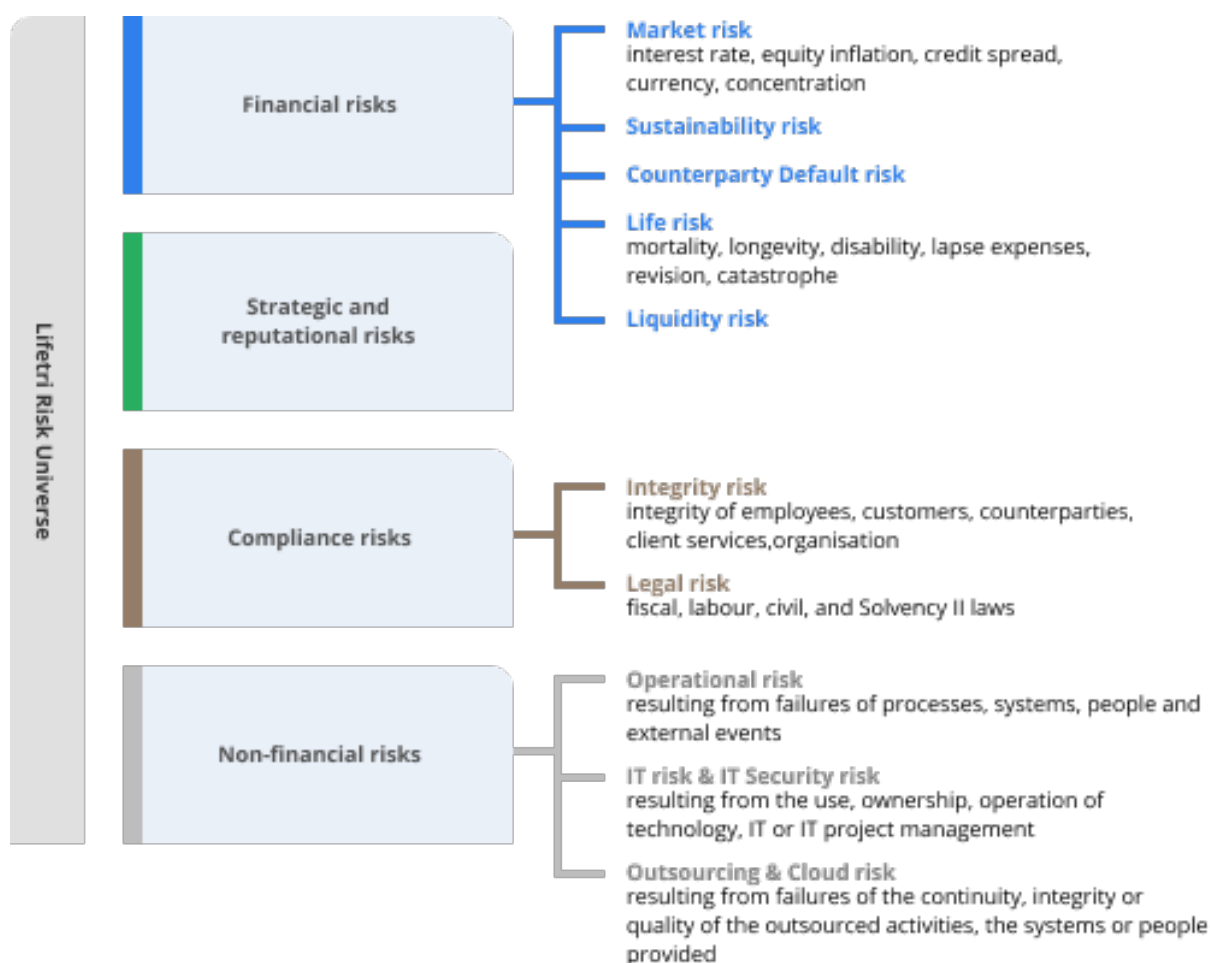 Lifetri Risk Universe
Financial risks
Market risk
interest rate, equity inflation, credit spread,
currency, concentration
Sustainability risk
Counterparty Default risk
Life risk
mortality, longevity, disability, lapse expenses,
revision, catastrophe
Liquidity risk
Strategic and
reputational risks
Compliance risks
Integrity risk
integrity of employees, customers, counterparties,
client services,organisation
Legal risk
fiscal, labour, civil, and Solvency II laws
Non-financial risks
Operational risk
resulting from failures of processes, systems, people and
external events
IT risk & IT Security risk
resulting from the use, ownership, operation of
technology, IT or IT project management
Outsourcing & Cloud risk
resulting from failures of the continuity, integrity or
quality of the outsourced activities, the systems or people
provided